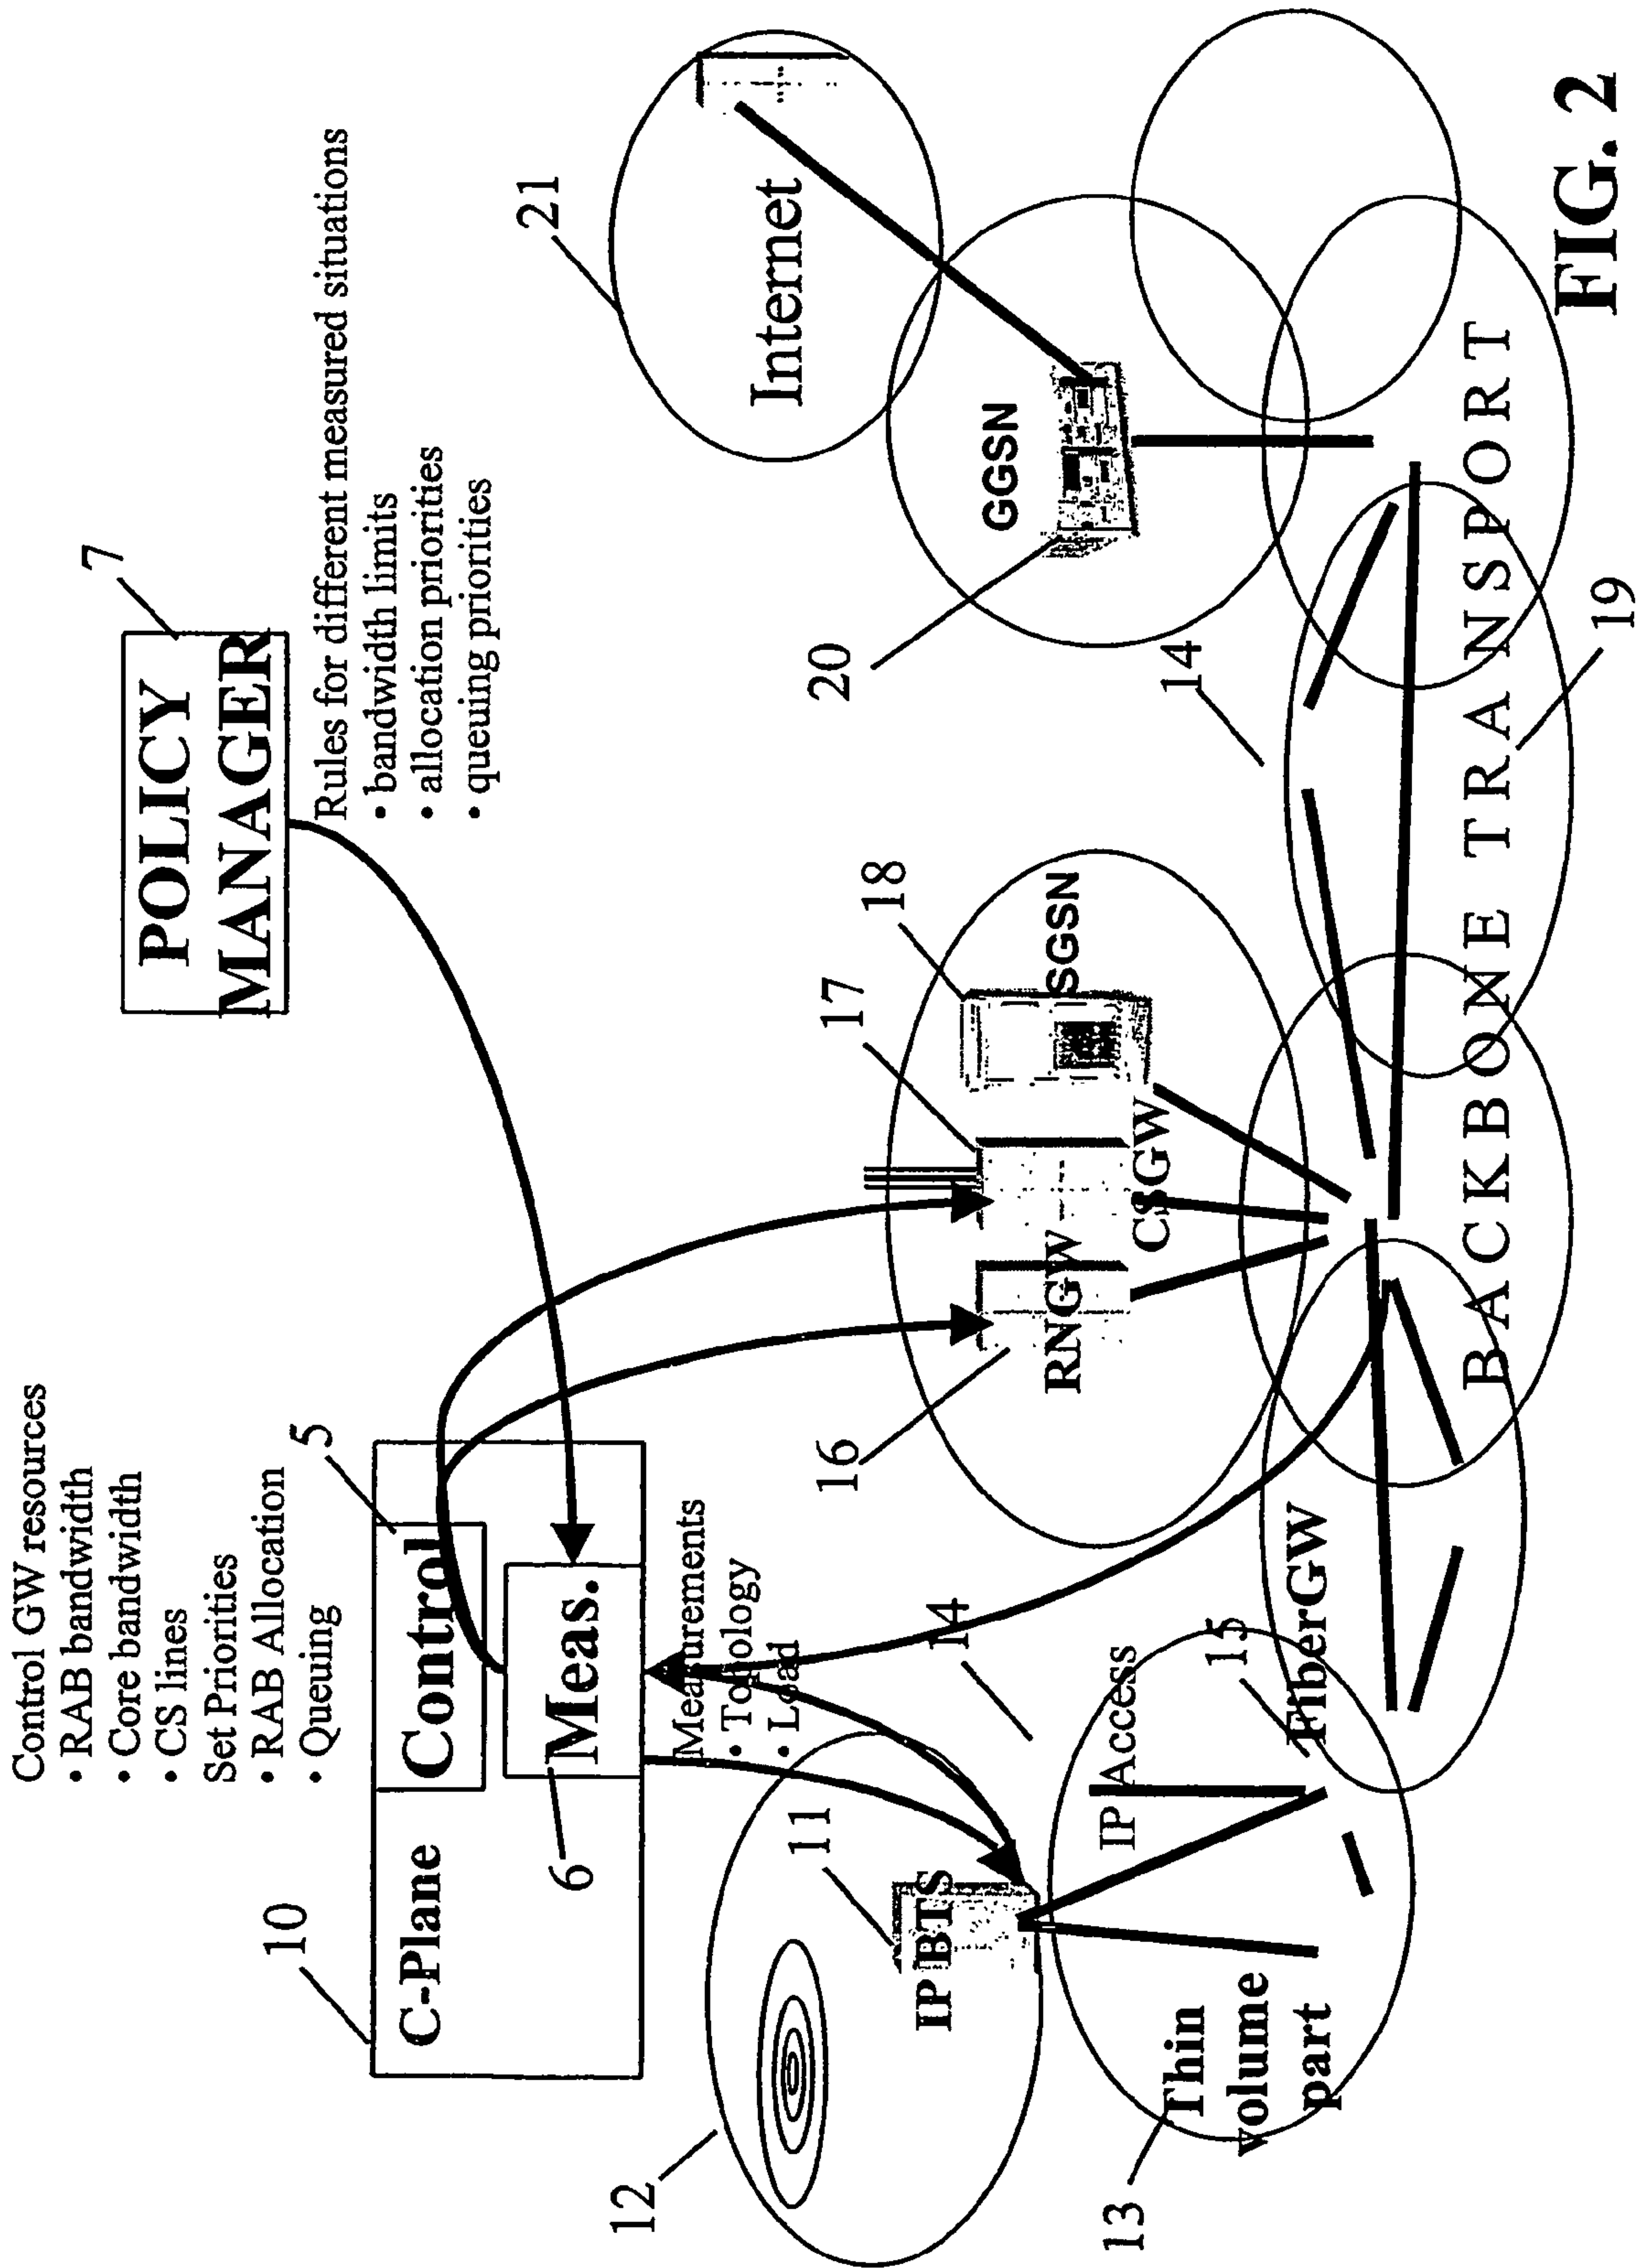 Control GW resources
• RAB bandwidth
• Core bandwidth
• CS lines
Set Priorities
• RAB Allocation
• Queuing
POLICY
MANAGER
7
Rules for different measured situations
• bandwidth limits
• allocation priorities
• queuing priorities
10
C-Plane
Control
5
Meas.
6
Measurements
• Topology
• Load
12
11
IP BTS
13
Thin
volume
part
IP Access
14
15
FiberGW
16
RNGW
17
CSGW
18
SGSN
14
20
GGSN
21
Internet
BACKBONE TRANSPORT
19
FIG. 2